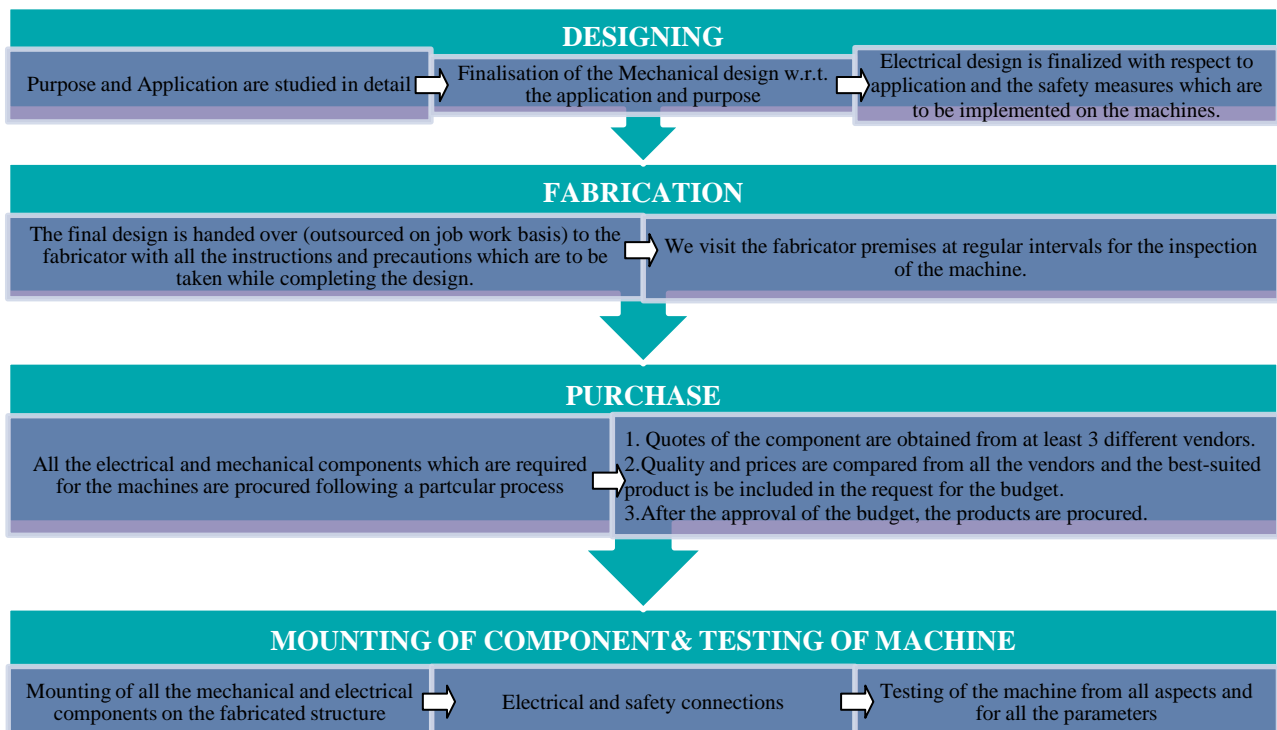 DESIGNING
Purpose and Application are studied in detail
Finalisation of the Mechanical design w.r.t.
the application and purpose
Electrical design is finalized with respect to
application and the safety measures which are
to be implemented on the machines.
FABRICATION
The final design is handed over (outsourced on job work basis) to the
fabricator with all the instructions and precautions which are to be
taken while completing the design.
We visit the fabricator premises at regular intervals for the inspection
of the machine.
PURCHASE
All the electrical and mechanical components which are required
for the machines are procured following a partcular process
1. Quotes of the component are obtained from at least 3 different vendors.
2.Quality and prices are compared from all the vendors and the best-suited
product is be included in the request for the budget.
3.After the approval of the budget, the products are procured.
MOUNTING OF COMPONENT& TESTING OF MACHINE
Mounting of all the mechanical and electrical
components on the fabricated structure
Electrical and safety connections
Testing of the machine from all aspects and
for all the parameters